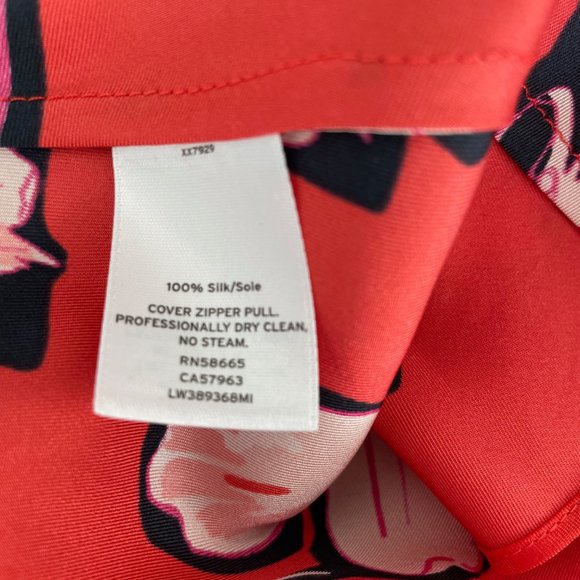 XX7929
100% Silk/Soie
COVER ZIPPER PULL.
PROFESSIONALLY DRY CLEAN.
NO STEAM.
RN58665
CA57963
LW389368MI